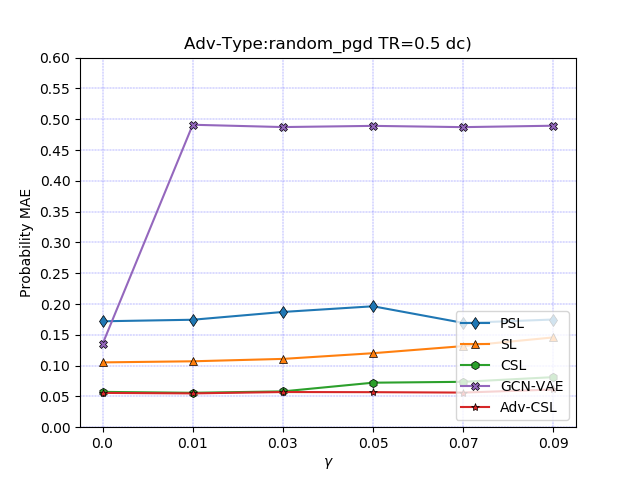 Adv-Type:random_pgd TR=0.5 dc)
Probability MAE
0.60
0.55
0.50
0.45
0.40
0.35
0.30
0.25
0.20
0.15
0.10
0.05
0.00
PSL
SL
CSL
GCN-VAE
Adv-CSL
0.0 0.01 0.03 0.05 0.07 0.09
γ